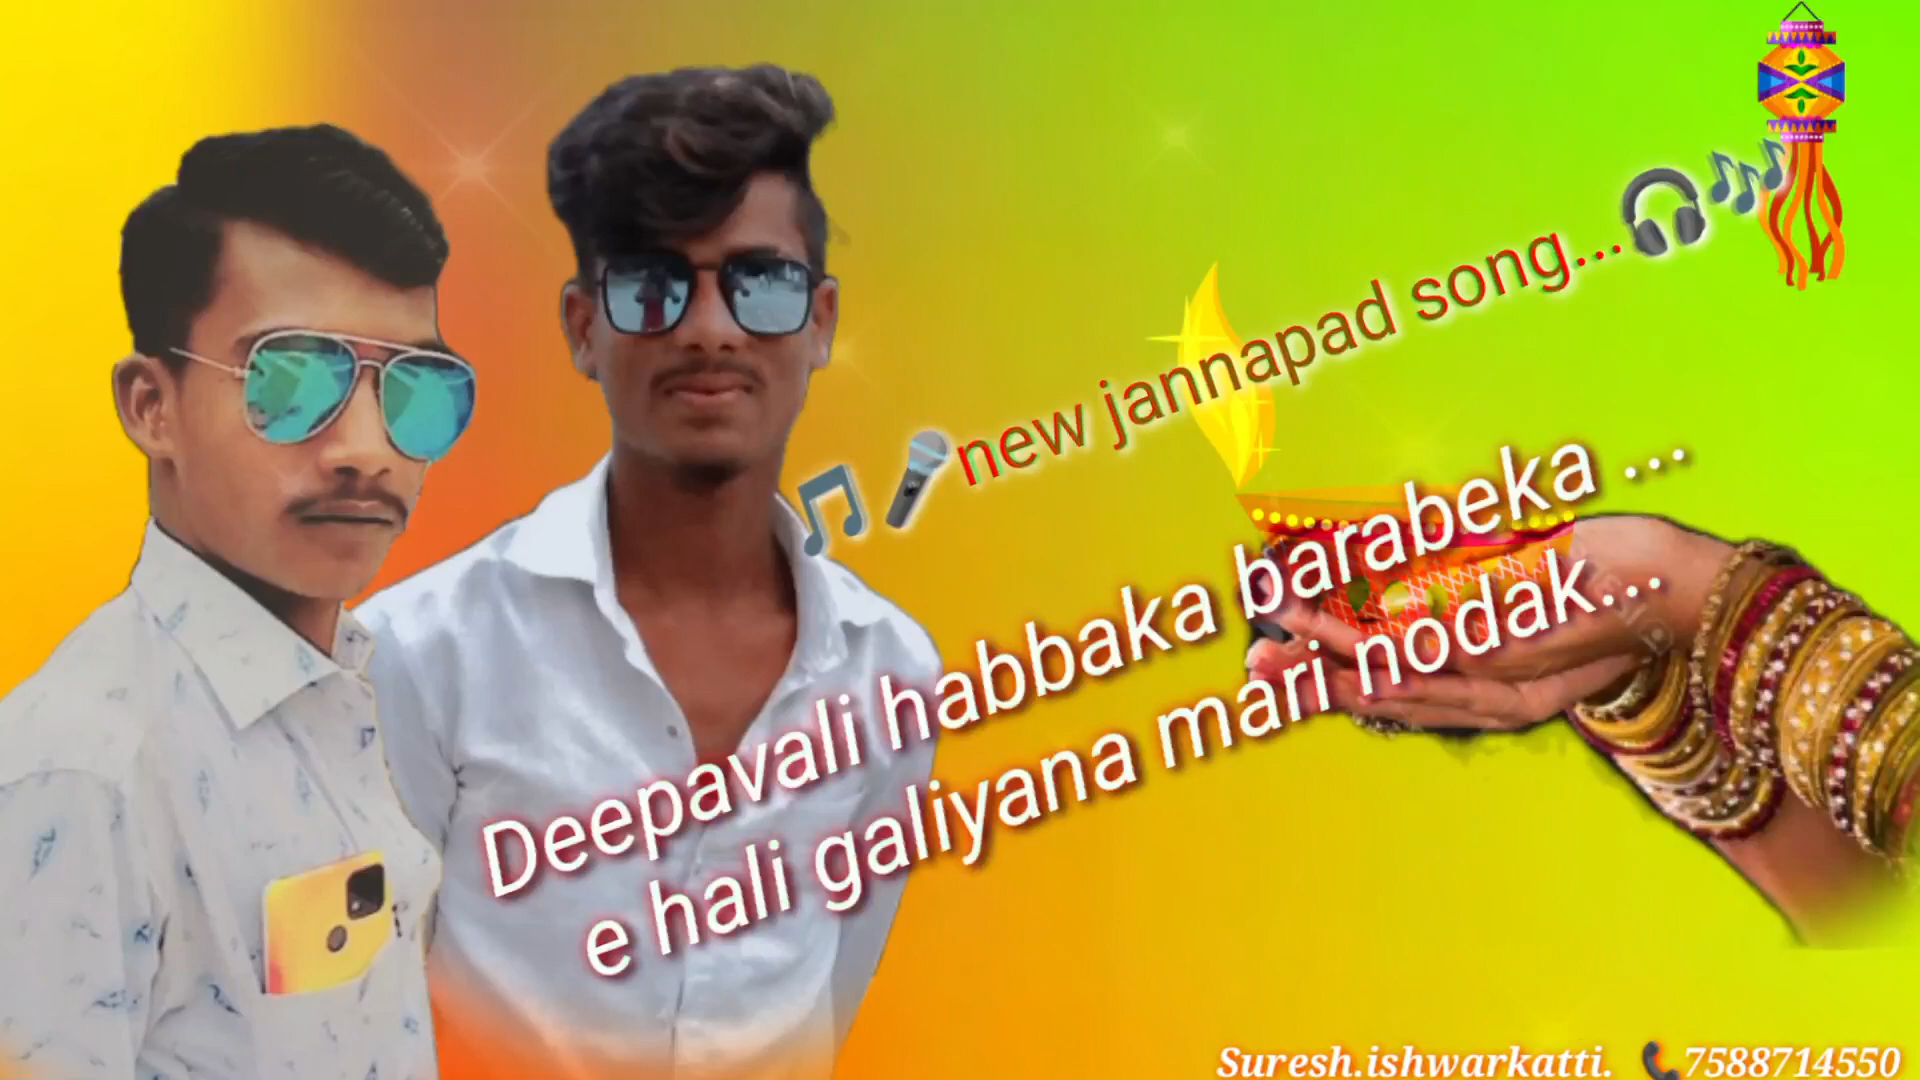 🎵🎤new jannapad song...🎧🎶
Deepavali habbaka barabeka ...
e hali galiyana mari nodak...
Suresh.ishwarkatti. 📞7588714550